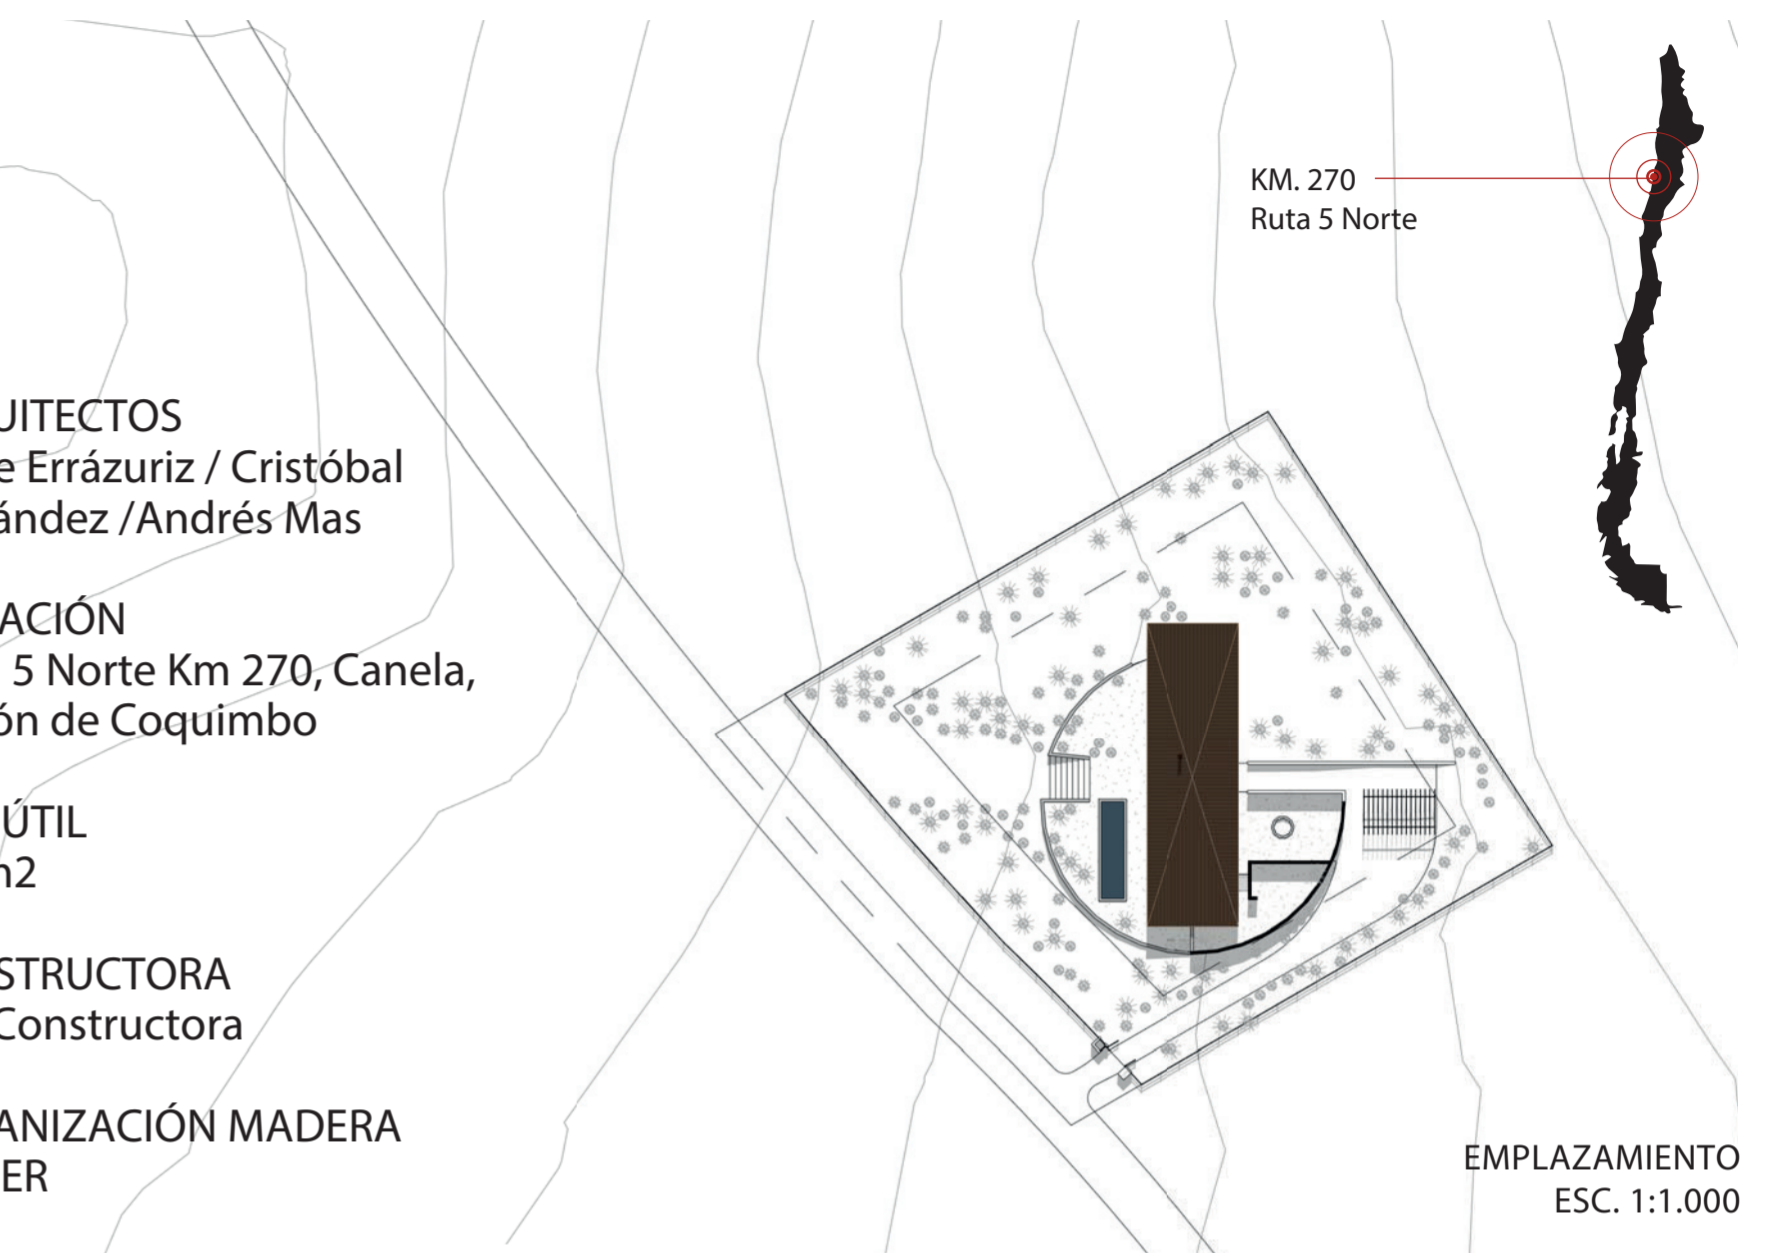 KM. 270
Ruta 5 Norte
UITECTOS
e Errázuriz / Cristóbal
ández /Andrés Mas
ACIÓN
5 Norte Km 270, Canela,
ón de Coquimbo
ÚTIL
m2
STRUCTORA
Constructora
ANIZACIÓN MADERA
ER
EMPLAZAMIENTO
ESC. 1:1.000